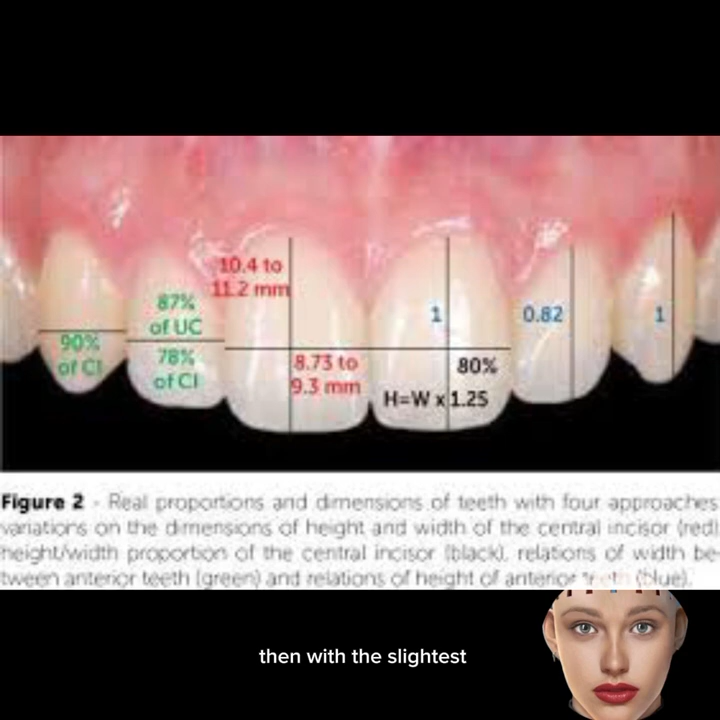 10.4 to
11.2 mm
87%
of UC
90%
of CI
78%
of CI
8.73 to
9.3 mm
1
80%
H=W x 1.25
0.82
1
Figure 2 - Real proportions and dimensions of teeth with four approaches
variations on the dimensions of height and width of the central incisor (red)
height/width proportion of the central incisor (black), relations of width be-
tween anterior teeth (green) and relations of height of anterior teeth (blue).
then with the slightest